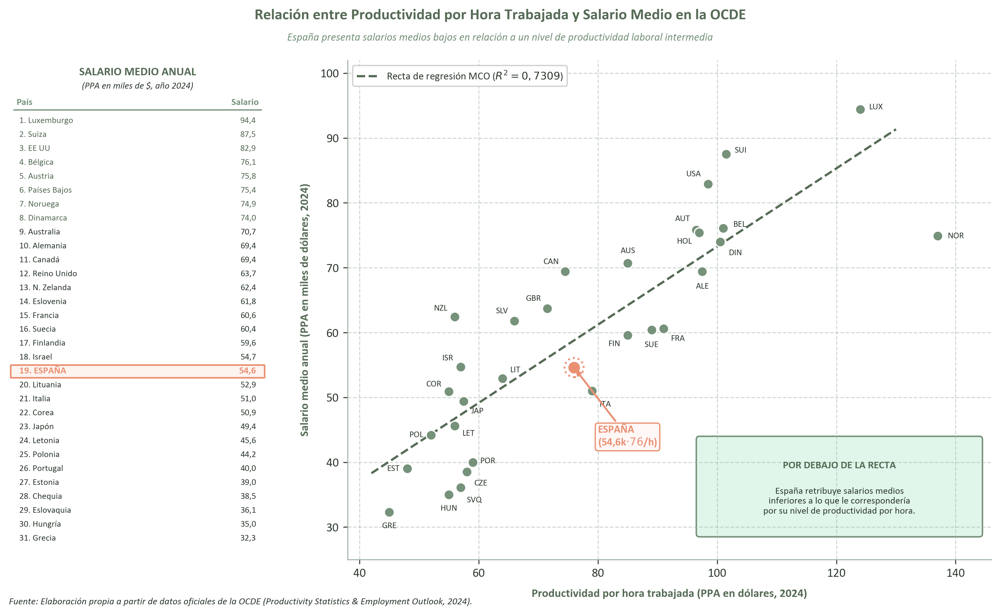 Relación entre Productividad por Hora Trabajada y Salario Medio en la OCDE
España presenta salarios medios bajos en relación a un nivel de productividad laboral intermedia
SALARIO MEDIO ANUAL
(PPA en miles de $, año 2024)
País Salario
1. Luxemburgo 94,4
2. Suiza 87,5
3. EE UU 82,9
4. Bélgica 76,1
5. Austria 75,8
6. Países Bajos 75,4
7. Noruega 74,9
8. Dinamarca 74,0
9. Australia 70,7
10. Alemania 69,4
11. Canadá 69,4
12. Reino Unido 63,7
13. N. Zelanda 62,4
14. Eslovenia 61,8
15. Francia 60,6
16. Suecia 60,4
17. Finlandia 59,6
18. Israel 54,7
19. ESPAÑA 54,6
20. Lituania 52,9
21. Italia 51,0
22. Corea 50,9
23. Japón 49,4
24. Letonia 45,6
25. Polonia 44,2
26. Portugal 40,0
27. Estonia 39,0
28. Chequia 38,5
29. Eslovaquia 36,1
30. Hungría 35,0
31. Grecia 32,3
Salario medio anual (PPA en miles de dólares, 2024)
100
90
80
70
60
50
40
30
Recta de regresión MCO (R² = 0, 7309)
LUX
SUI
USA
AUT
BEL
HOL
NOR
DIN
AUS
CAN
ALE
GBR
NZL
SLV
FIN
SUE
FRA
ISR
LIT
COR
ITA
JAP
POL
LET
EST
POR
CZE
SVQ
HUN
GRE
ESPAÑA
(54,6k·76/h)
POR DEBAJO DE LA RECTA
España retribuye salarios medios
inferiores a lo que le correspondería
por su nivel de productividad por hora.
40 60 80 100 120 140
Productividad por hora trabajada (PPA en dólares, 2024)
Fuente: Elaboración propia a partir de datos oficiales de la OCDE (Productivity Statistics & Employment Outlook, 2024).